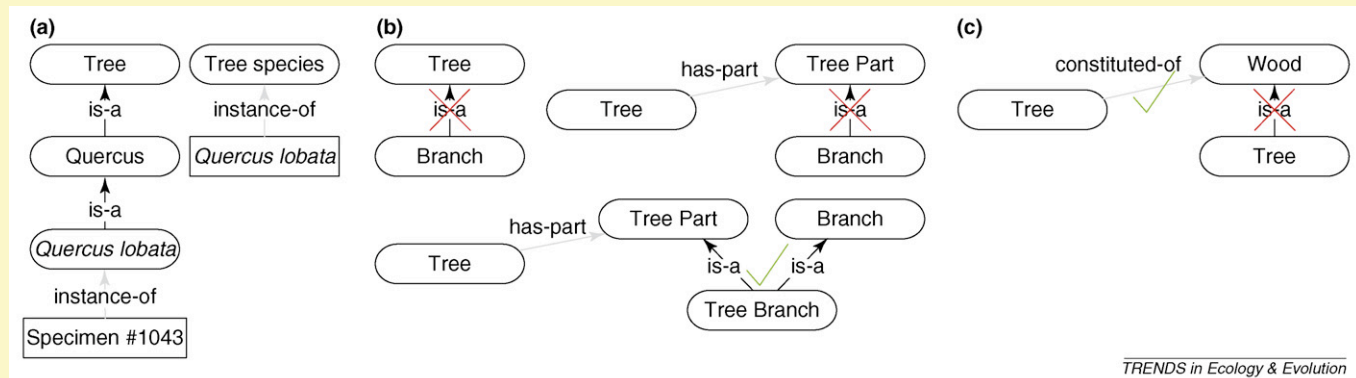 (a)
Tree
is-a
Quercus
is-a
Quercus lobata
instance-of
Specimen #1043
Tree species
instance-of
Quercus lobata
(b)
Tree
is-a
Branch
Tree
has-part
Tree Part
is-a
Branch
Tree
has-part
Tree Part
Branch
is-a
is-a
Tree Branch
(c)
Tree
constituted-of
Wood
is-a
Tree
TRENDS in Ecology & Evolution